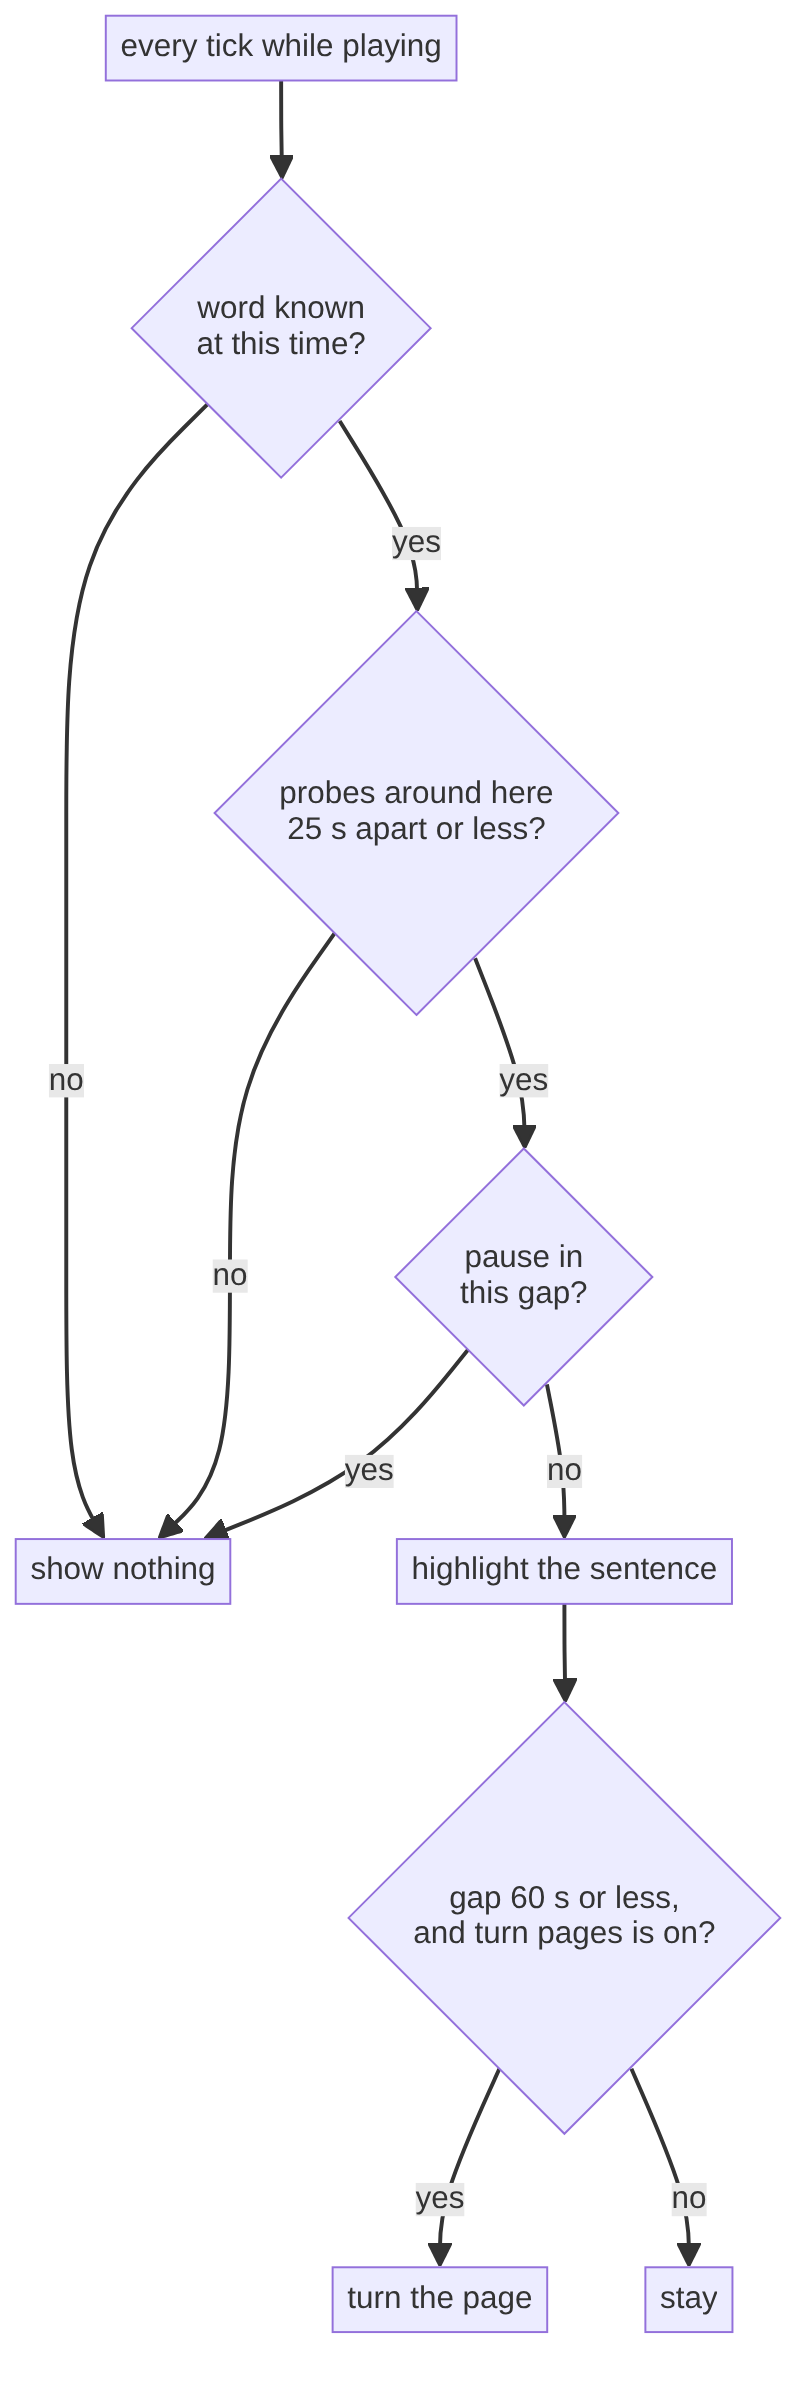 every tick while playing
word known
at this time?
yes
probes around here
25 s apart or less?
no
yes
pause in
this gap?
no
yes
no
show nothing
highlight the sentence
gap 60 s or less,
and turn pages is on?
yes
no
turn the page
stay